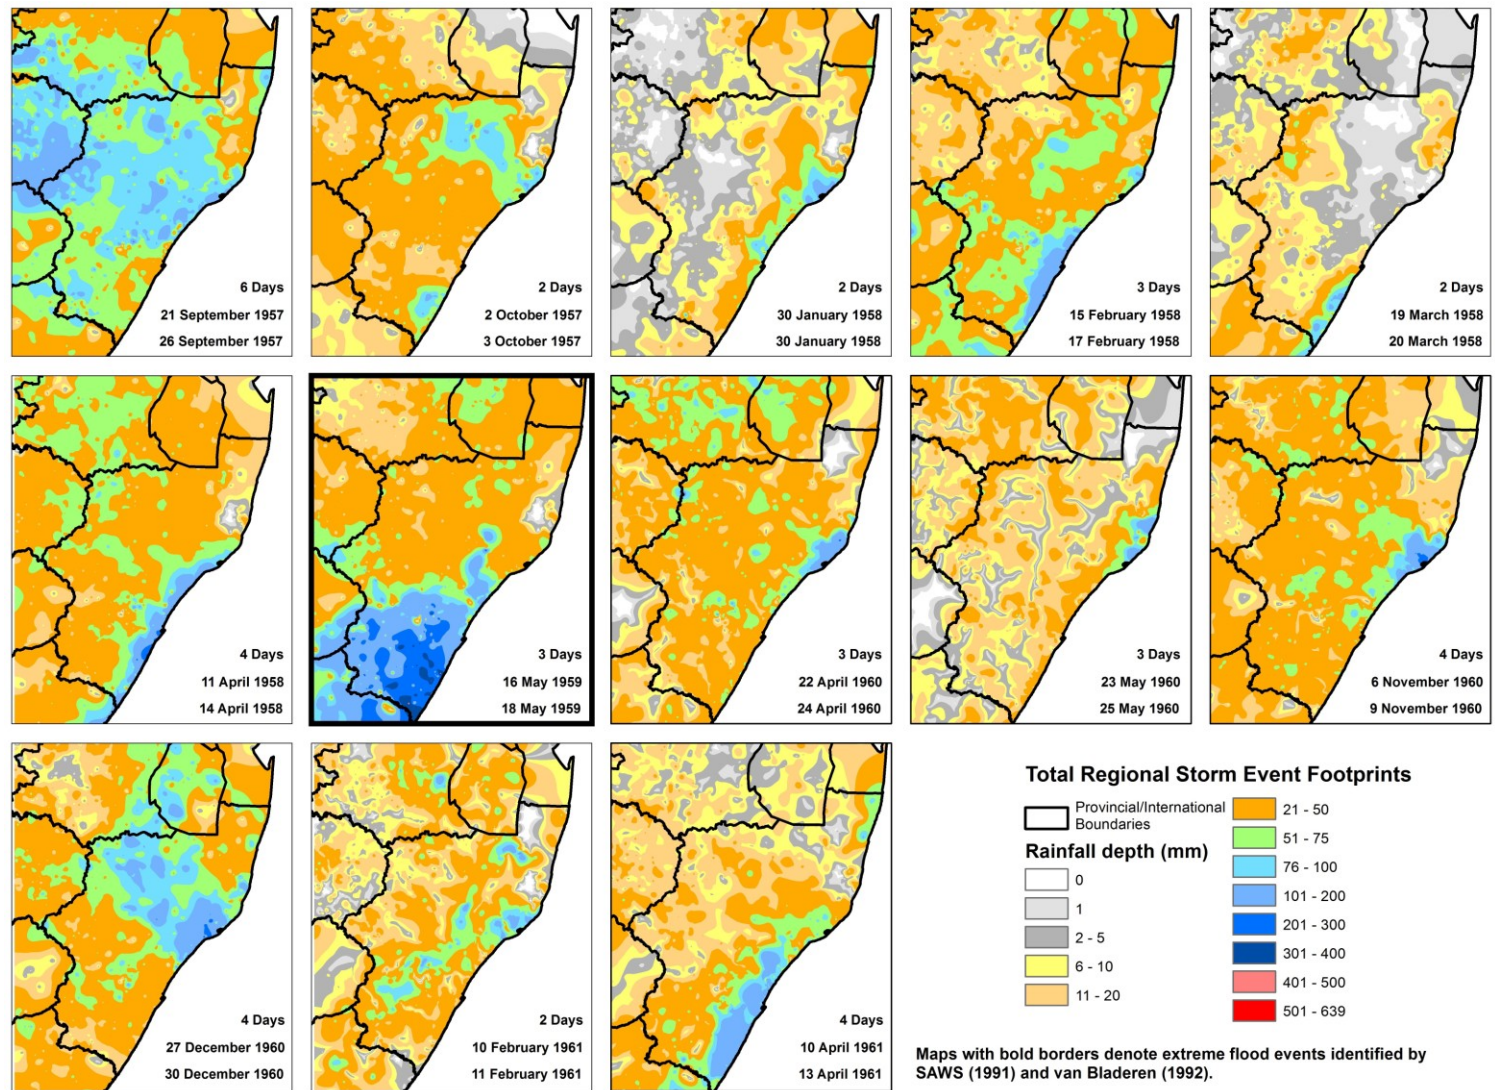 6 Days
21 September 1957
26 September 1957
2 Days
2 October 1957
3 October 1957
2 Days
30 January 1958
30 January 1958
3 Days
15 February 1958
17 February 1958
2 Days
19 March 1958
20 March 1958
4 Days
11 April 1958
14 April 1958
3 Days
16 May 1959
18 May 1959
3 Days
22 April 1960
24 April 1960
3 Days
23 May 1960
25 May 1960
4 Days
6 November 1960
9 November 1960
4 Days
27 December 1960
30 December 1960
2 Days
10 February 1961
11 February 1961
4 Days
10 April 1961
13 April 1961
Total Regional Storm Event Footprints
Provincial/International
Boundaries
Rainfall depth (mm)
0
1
2 - 5
6 - 10
11 - 20
21 - 50
51 - 75
76 - 100
101 - 200
201 - 300
301 - 400
401 - 500
501 - 639
Maps with bold borders denote extreme flood events identified by
SAWS (1991) and van Bladeren (1992).